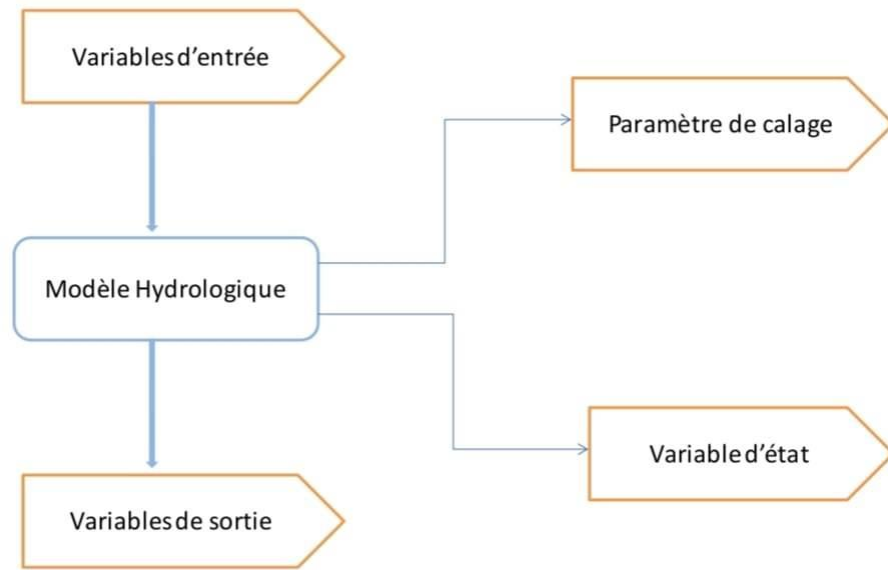 Variables d'entrée
Paramètre de calage
Modèle Hydrologique
Variable d'état
Variables de sortie